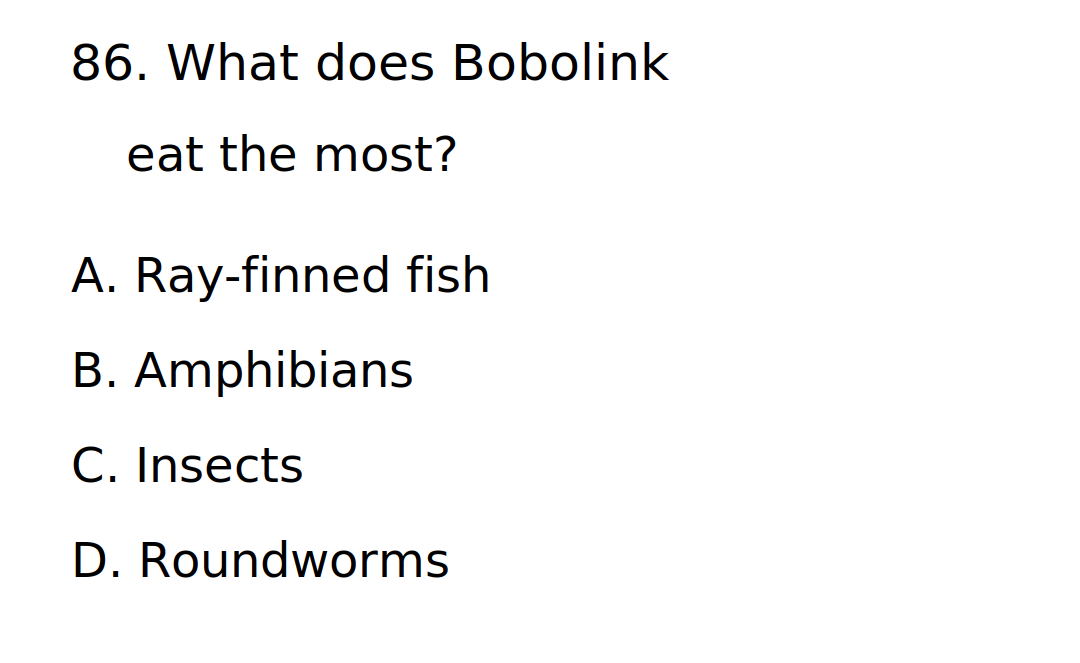 86. What does Bobolink
eat the most?
A. Ray-finned fish
B. Amphibians
C. Insects
D. Roundworms